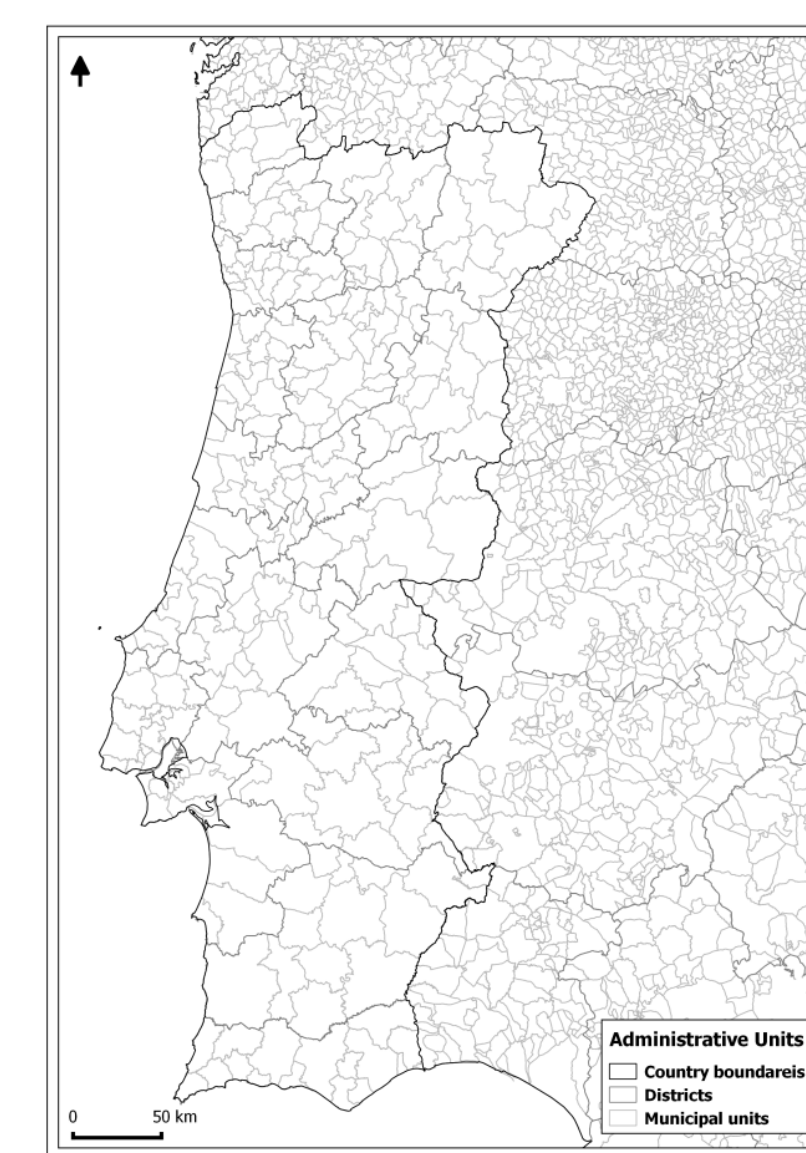 Administrative Units
Country boundareis
Districts
Municipal units
0 50 km